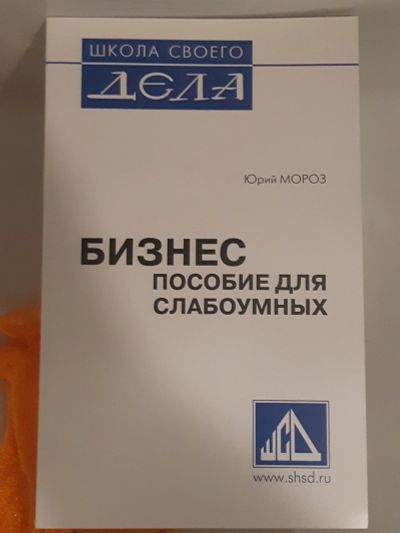 ШКОЛА СВОЕГО
ДЕЛА
Юрий МОРОЗ
БИЗНЕС
ПОСОБИЕ ДЛЯ
СЛАБОУМНЫХ
ШСД
www.shsd.ru